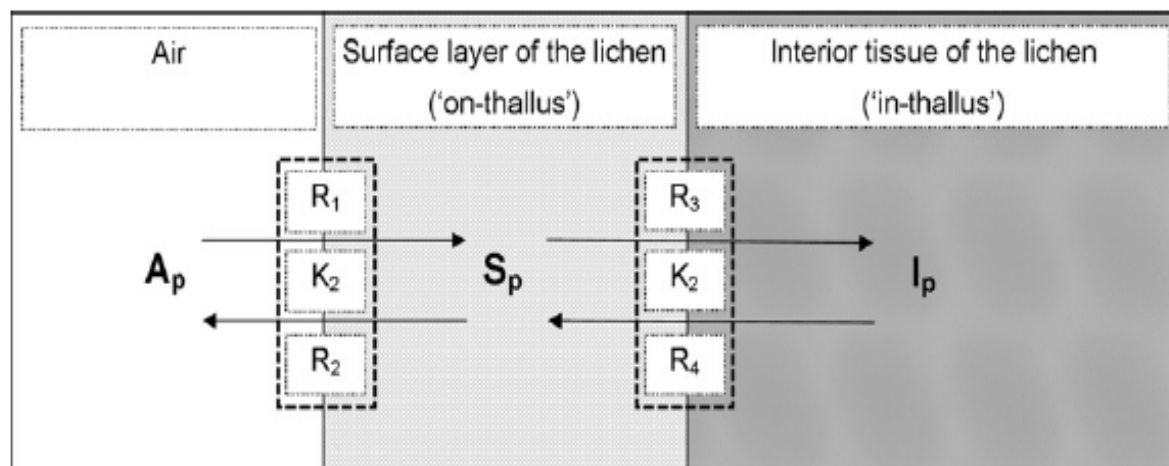 Air
Surface layer of the lichen
('on-thallus')
Interior tissue of the lichen
('in-thallus')
R1
K2
R2
Ap
Sp
R3
K2
R4
Ip